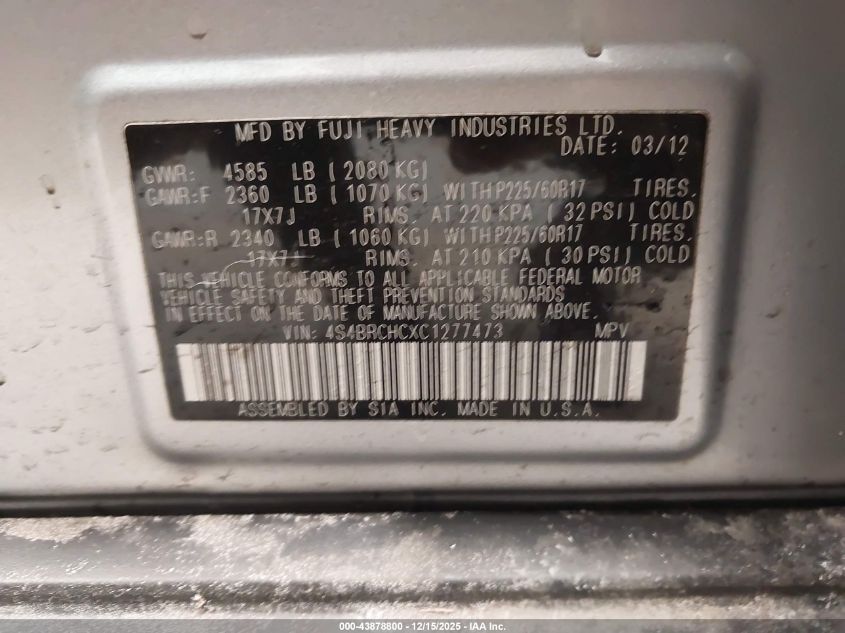 MFD BY FUJI HEAVY INDUSTRIES LTD.
DATE: 03/12
GVWR: 4585 LB ( 2080 KG)
GAWR:F 2360 LB ( 1070 KG) WITH P225/60R17 TIRES.
17X7J RIMS. AT 220 KPA ( 32 PSI) COLD
GAWR:R 2340 LB ( 1060 KG) WITH P225/60R17 TIRES.
17X7J RIMS. AT 210 KPA ( 30 PSI) COLD
THIS VEHICLE CONFORMS TO ALL APPLICABLE FEDERAL MOTOR
VEHICLE SAFETY AND THEFT PREVENTION STANDARDS
IN EFFECT ON THE DATE OF MANUFACTURE SHOWN ABOVE.
VIN: 4S4BRCHCXC1277473 MPV
ASSEMBLED BY SIA INC. MADE IN U.S.A.
000-43878800 - 12/15/2025 - IAA Inc.